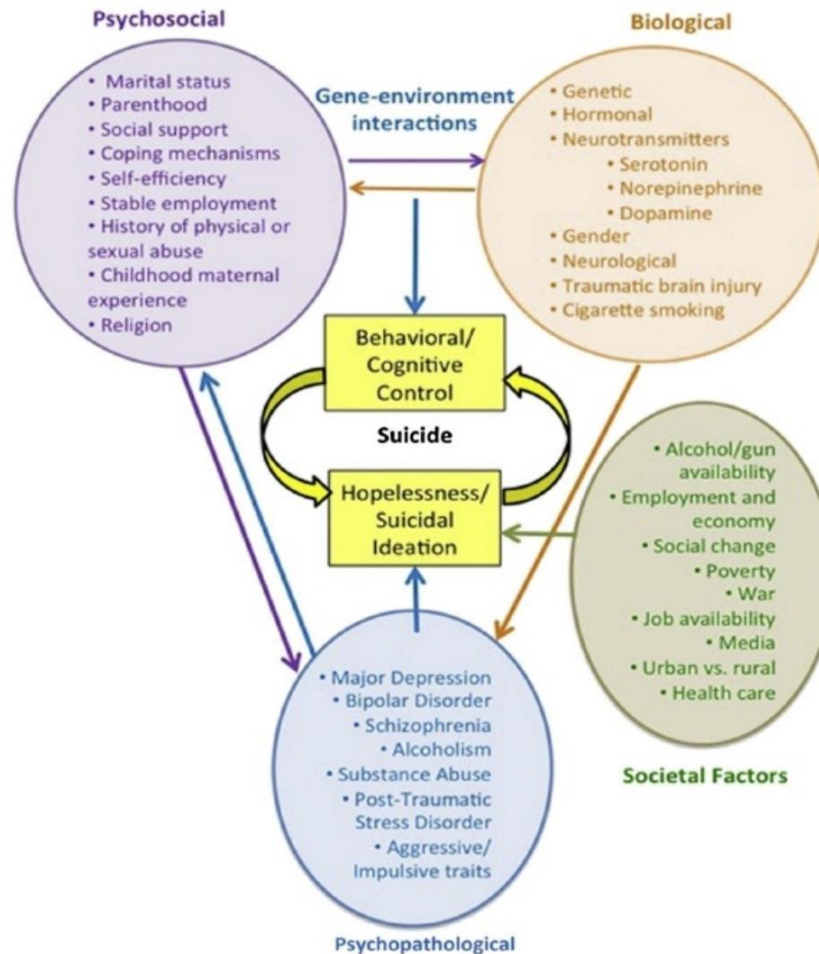 Psychosocial
• Marital status
• Parenthood
• Social support
• Coping mechanisms
• Self-efficiency
• Stable employment
• History of physical or
sexual abuse
• Childhood maternal
experience
• Religion
Gene-environment
interactions
Biological
• Genetic
• Hormonal
• Neurotransmitters
• Serotonin
• Norepinephrine
• Dopamine
• Gender
• Neurological
• Traumatic brain injury
• Cigarette smoking
Behavioral/
Cognitive
Control
Suicide
Hopelessness/
Suicidal
Ideation
• Alcohol/gun
availability
• Employment and
economy
• Social change
• Poverty
• War
• Job availability
• Media
• Urban vs. rural
• Health care
Societal Factors
• Major Depression
• Bipolar Disorder
• Schizophrenia
• Alcoholism
• Substance Abuse
• Post-Traumatic
Stress Disorder
• Aggressive/
Impulsive traits
Psychopathological